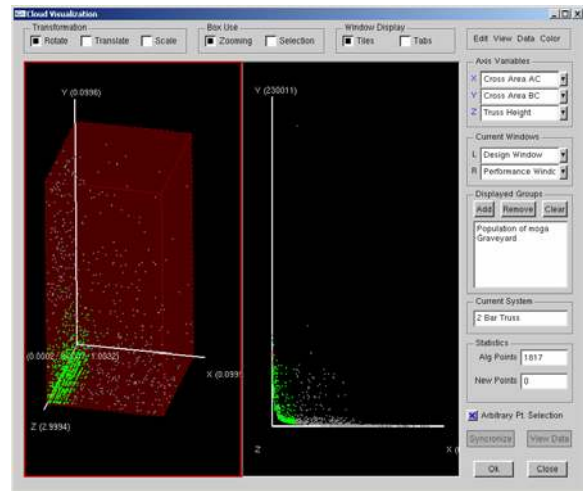 Cloud Visualization
Transformation
Rotate Translate Scale
Box Use
Zooming Selection
Window Display
Tiles Tabs
Edit View Data Color
Axis Variables
X Cross Area AC
Y Cross Area BC
Z Truss Height
Current Windows
L Design Window
R Performance Windc
Displayed Groups
Add Remove Clear
Population of moga
Graveyard
Current System
2 Bar Truss
Statistics
Alg Points 1817
New Points 0
Arbitrary Pt. Selection
Syncronize View Data
Ok Close
Y (0.0996)
X (0.099
Z (2.9994)
Y (230011)
Z
X (